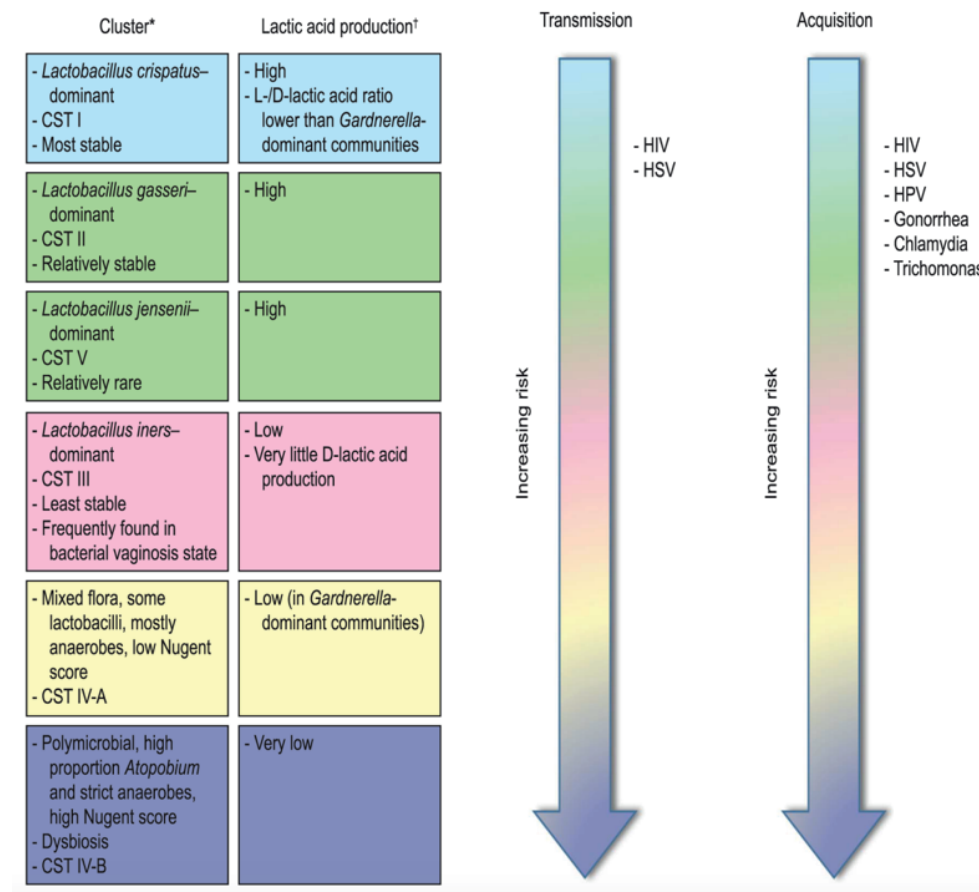 Cluster*
Lactic acid production†
Transmission
Acquisition
- Lactobacillus crispatus–
dominant
- CST I
- Most stable
- High
- L-/D-lactic acid ratio
lower than Gardnerella-
dominant communities
- Lactobacillus gasseri–
dominant
- CST II
- Relatively stable
- High
- Lactobacillus jensenii–
dominant
- CST V
- Relatively rare
- High
- Lactobacillus iners–
dominant
- CST III
- Least stable
- Frequently found in
bacterial vaginosis state
- Low
- Very little D-lactic acid
production
- Mixed flora, some
lactobacilli, mostly
anaerobes, low Nugent
score
- CST IV-A
- Low (in Gardnerella-
dominant communities)
- Polymicrobial, high
proportion Atopobium
and strict anaerobes,
high Nugent score
- Dysbiosis
- CST IV-B
- Very low
Increasing risk
- HIV
- HSV
Increasing risk
- HIV
- HSV
- HPV
- Gonorrhea
- Chlamydia
- Trichomonas